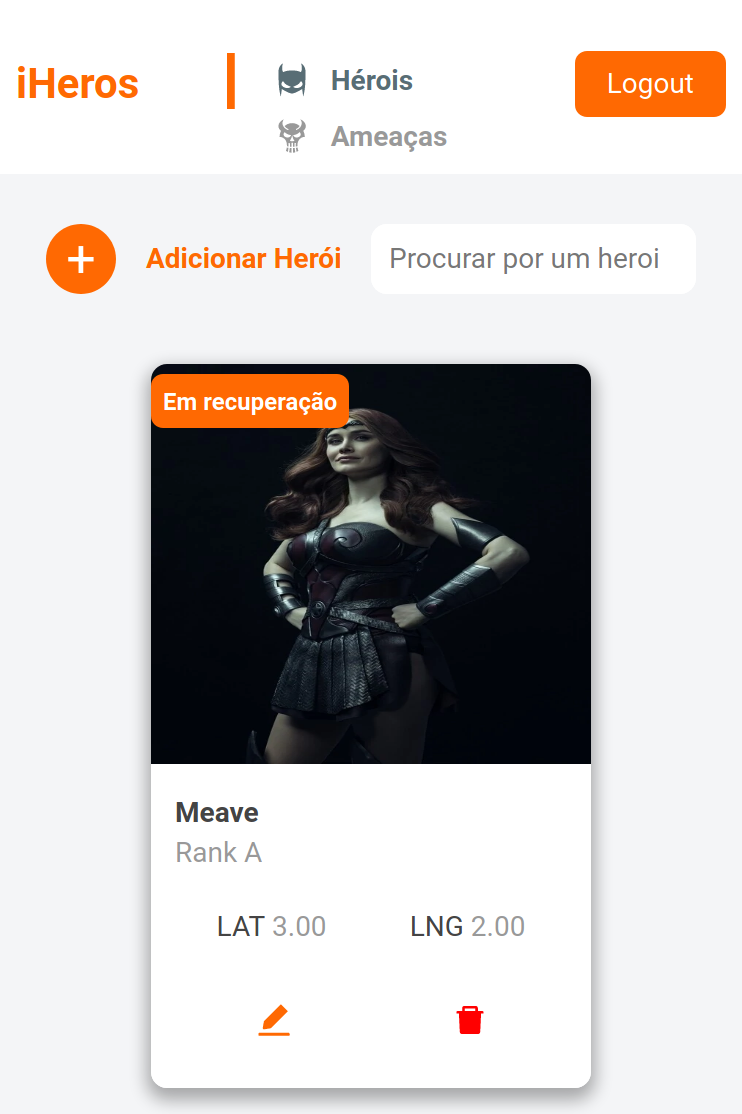 iHeros
Hérois
Ameaças
Logout
Adicionar Herói
Procurar por um heroi
Em recuperação
Meave
Rank A
LAT 3.00
LNG 2.00